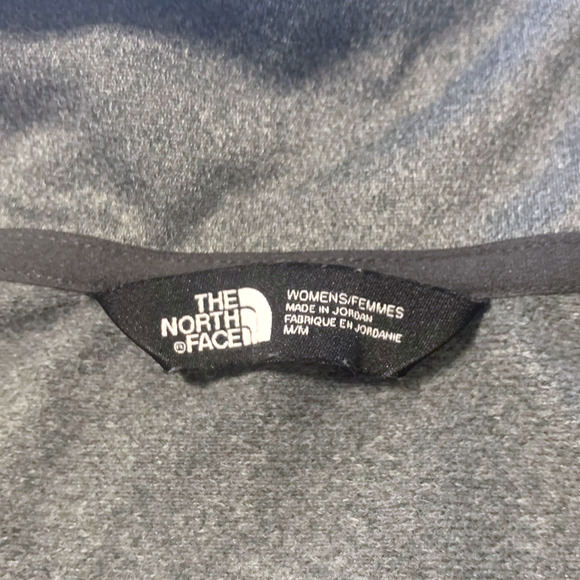 THE
NORTH
FACE
WOMENS/FEMMES
MADE IN JORDAN
FABRIQUE EN JORDANIE
M/M